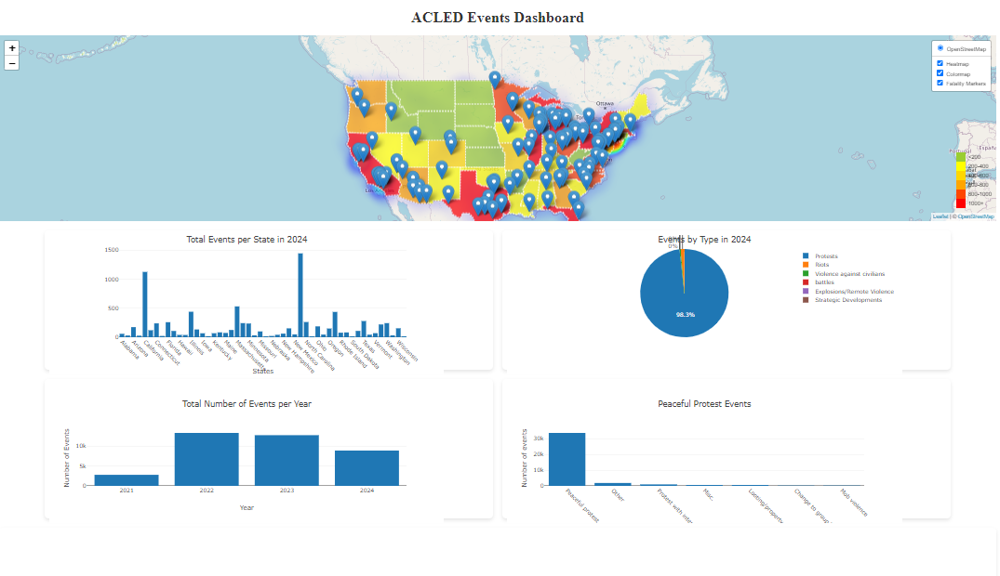 ACLED Events Dashboard
+
−
OpenStreetMap
Heatmap
Colormap
Fatality Markers
Ottawa
Portugal
España
<200
200-400
400-600
600-800
800-1000
1000+
Leaflet | © OpenStreetMap
Total Events per State in 2024
1500
1000
500
0
Alabama
Arizona
California
Connecticut
Florida
Hawaii
Illinois
Iowa
Kentucky
Maine
Massachusetts
Minnesota
Missouri
Nebraska
New Hampshire
New Mexico
North Carolina
Ohio
Oregon
Rhode Island
South Dakota
Texas
Vermont
Washington
Wisconsin
States
Events by Type in 2024
0%
98.3%
Protests
Riots
Violence against civilians
battles
Explosions/Remote Violence
Strategic Developments
Total Number of Events per Year
Number of Events
10k
5k
0
2021
2022
2023
2024
Year
Peaceful Protest Events
Number of events
30k
20k
10k
0
Peaceful protest
Other
Protest with inte
Misc.
Looting/property
Change to group
Mob violence